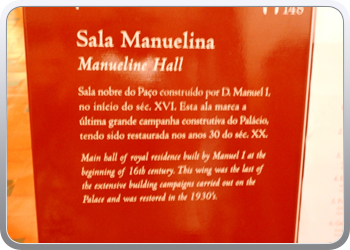 148
Sala Manuelina
Manueline Hall
Sala nobre do Paço construído por D. Manuel I,
no início do séc. XVI. Esta ala marca a
última grande campanha construtiva do Palácio,
tendo sido restaurada nos anos 30 do séc. XX.
Main hall of royal residence built by Manuel I at the
beginning of 16th century. This wing was the last of
the extensive building campaigns carried out on the
Palace and was restored in the 1930's.